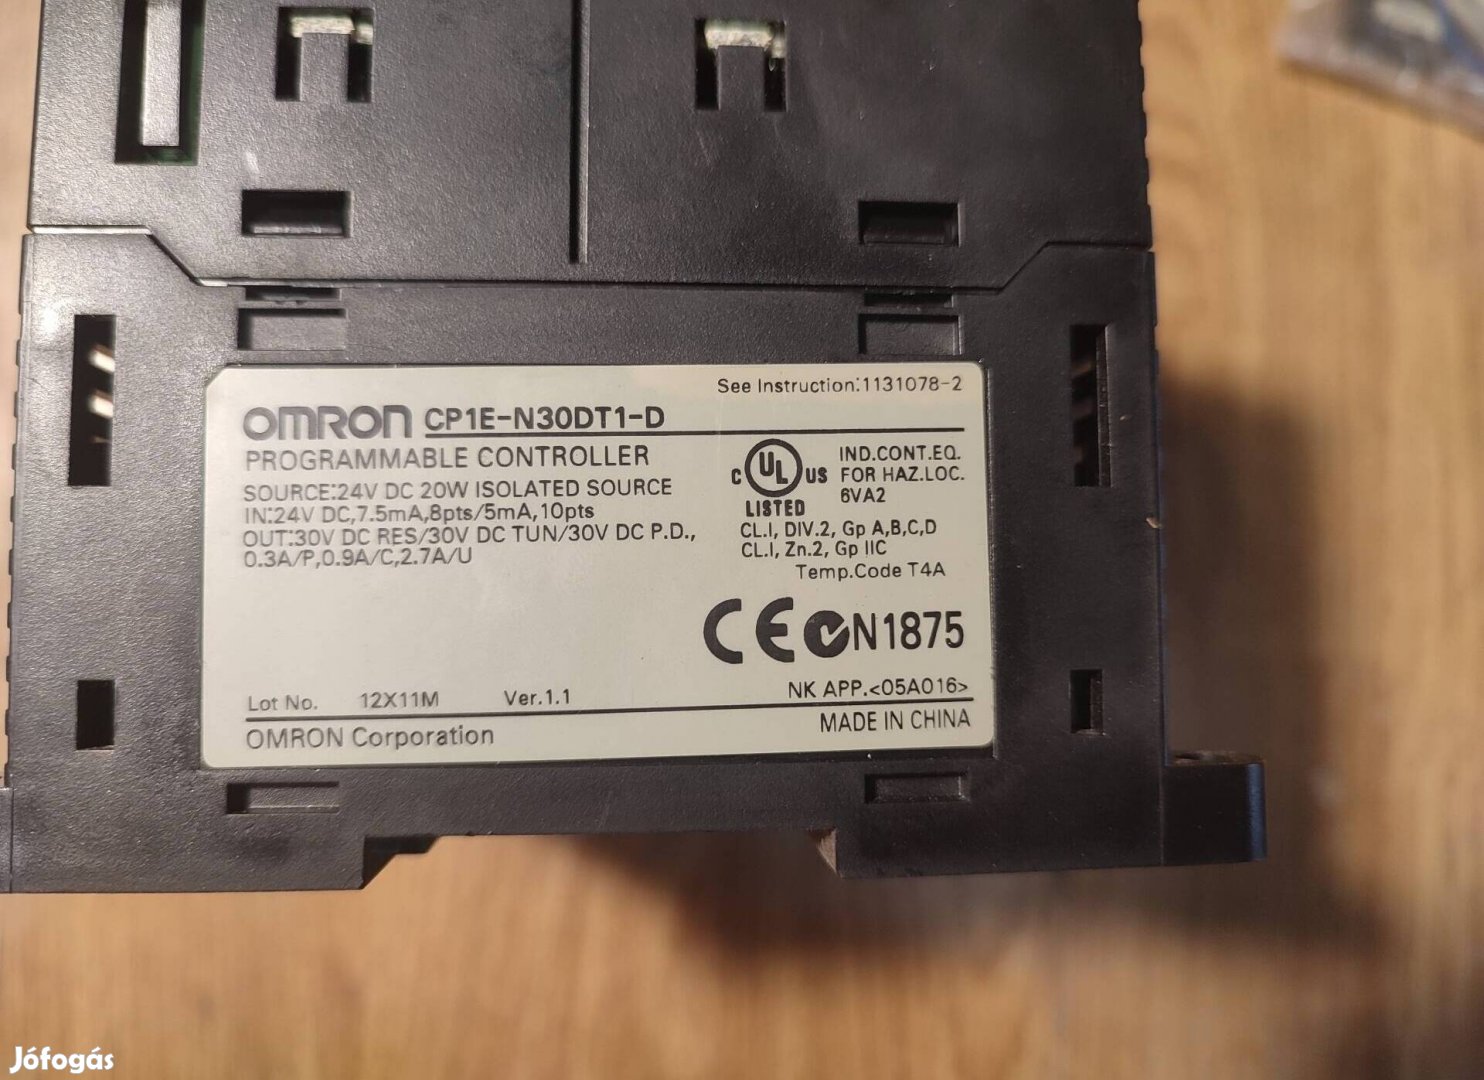 See Instruction:1131078-2
OMRON CP1E-N30DT1-D
PROGRAMMABLE CONTROLLER
SOURCE:24V DC 20W ISOLATED SOURCE
IN:24V DC,7.5mA,8pts/5mA,10pts
OUT:30V DC RES/30V DC TUN/30V DC P.D.,
0.3A/P,0.9A/C,2.7A/U
C UL US
LISTED
IND.CONT.EQ.
FOR HAZ.LOC.
6VA2
CL.I, DIV.2, Gp A,B,C,D
CL.I, Zn.2, Gp IIC
Temp.Code T4A
CE N1875
Lot No. 12X11M Ver.1.1
NK APP.<05A016>
OMRON Corporation
MADE IN CHINA
Jófogás